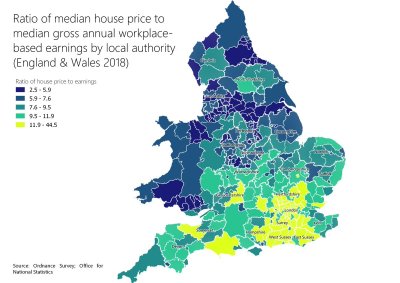 Ratio of median house price to
median gross annual workplace-
based earnings by local authority
(England & Wales 2018)
Ratio of house price to earnings
2.5 - 5.9
5.9 - 7.6
7.6 - 9.5
9.5 - 11.9
11.9 - 44.5
London
Surrey
West Sussex East Sussex
Source: Ordnance Survey; Office for
National Statistics